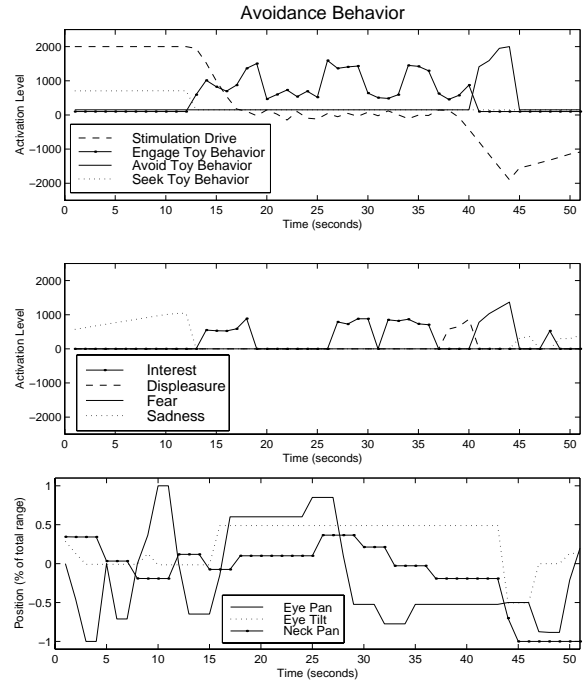 Avoidance Behavior
2000
1000
0
−1000
−2000
Activation Level
Stimulation Drive
Engage Toy Behavior
Avoid Toy Behavior
Seek Toy Behavior
0 5 10 15 20 25 30 35 40 45 50
Time (seconds)
2000
1000
0
−1000
−2000
Activation Level
Interest
Displeasure
Fear
Sadness
0 5 10 15 20 25 30 35 40 45 50
Time (seconds)
1
0.5
0
−0.5
−1
Position (% of total range)
Eye Pan
Eye Tilt
Neck Pan
0 5 10 15 20 25 30 35 40 45 50
Time (seconds)